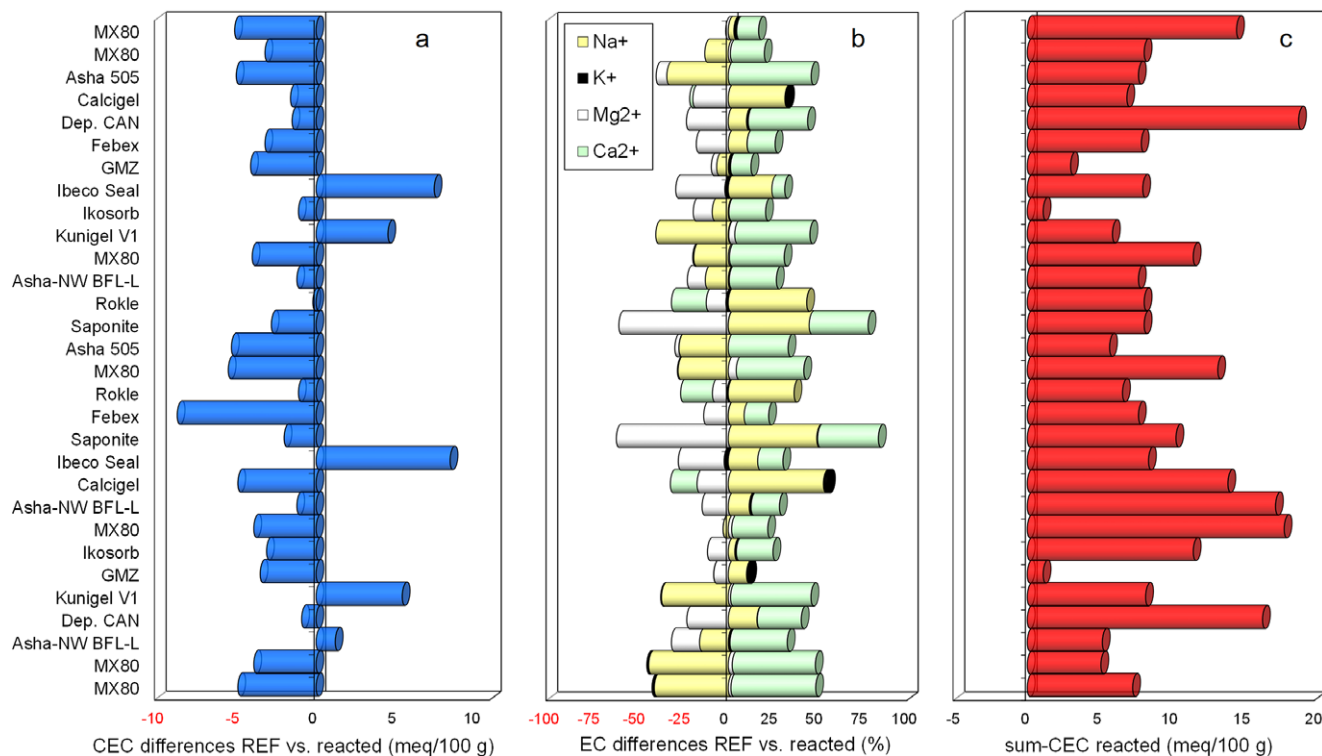 MX80
MX80
Asha 505
Calcigel
Dep. CAN
Febex
GMZ
Ibeco Seal
Ikosorb
Kunigel V1
MX80
Asha-NW BFL-L
Rokle
Saponite
Asha 505
MX80
Rokle
Febex
Saponite
Ibeco Seal
Calcigel
Asha-NW BFL-L
MX80
Ikosorb
GMZ
Kunigel V1
Dep. CAN
Asha-NW BFL-L
MX80
MX80
a
-10 -5 0 5 10
CEC differences REF vs. reacted (meq/100 g)
b
Na+
K+
Mg2+
Ca2+
-100 -75 -50 -25 0 25 50 75 100
EC differences REF vs. reacted (%)
c
-5 0 5 10 15 20
sum-CEC reacted (meq/100 g)